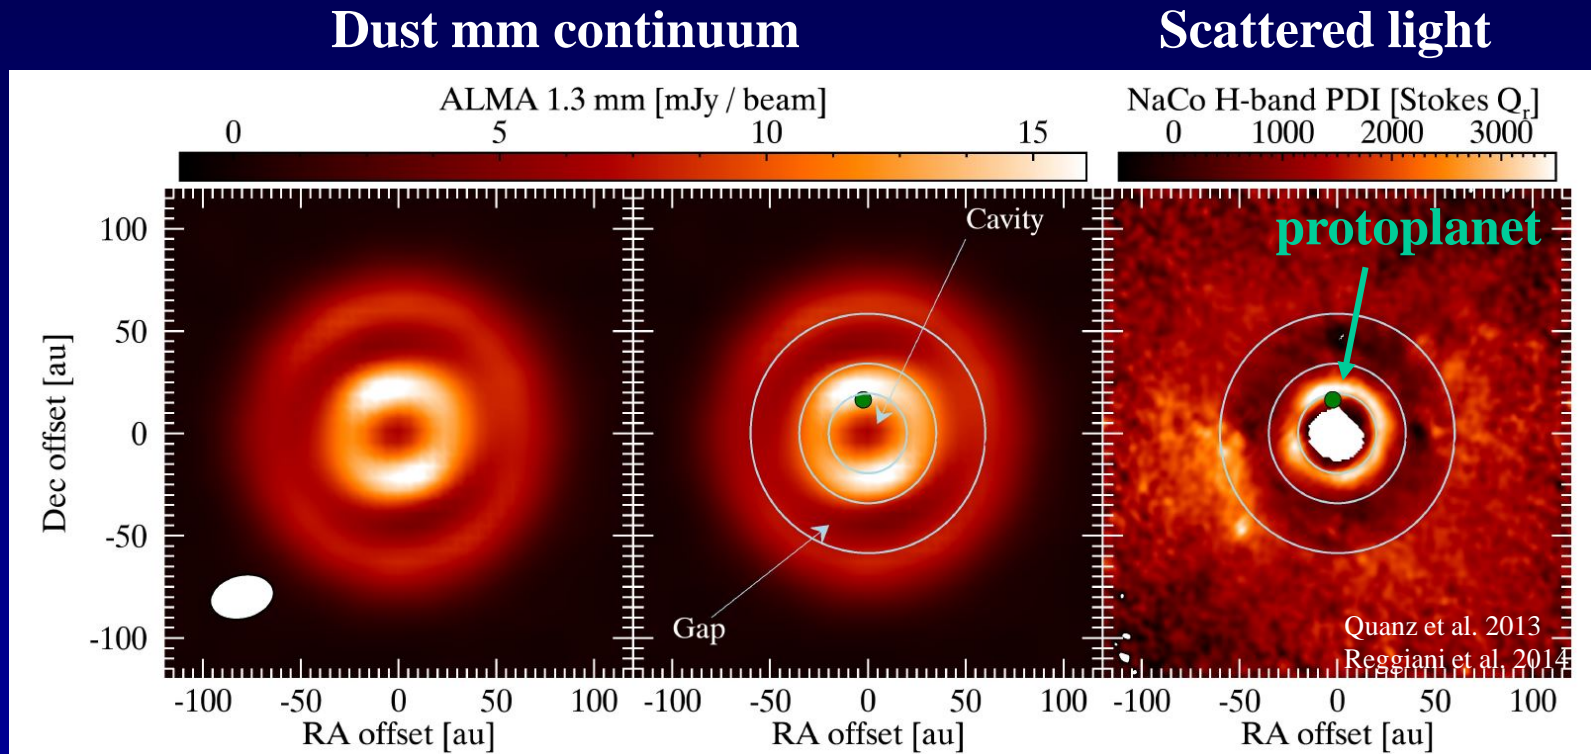 Dust mm continuum
Scattered light
ALMA 1.3 mm [mJy / beam]
0 5 10 15
NaCo H-band PDI [Stokes Qr]
0 1000 2000 3000
Dec offset [au]
100
50
0
-50
-100
Cavity
Gap
protoplanet
Quanz et al. 2013
Reggiani et al. 2014
-100 -50 0 50 100
-100 -50 0 50 100
-100 -50 0 50 100
RA offset [au]
RA offset [au]
RA offset [au]